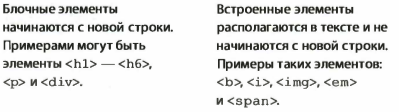 Блочные элементы
начинаются с новой строки.
Примерами могут быть
элементы <h1> — <h6>,
<p> и <div>.
Встроенные элементы
располагаются в тексте и не
начинаются с новой строки.
Примеры таких элементов:
<b>, <i>, <img>, <em>
и <span>.